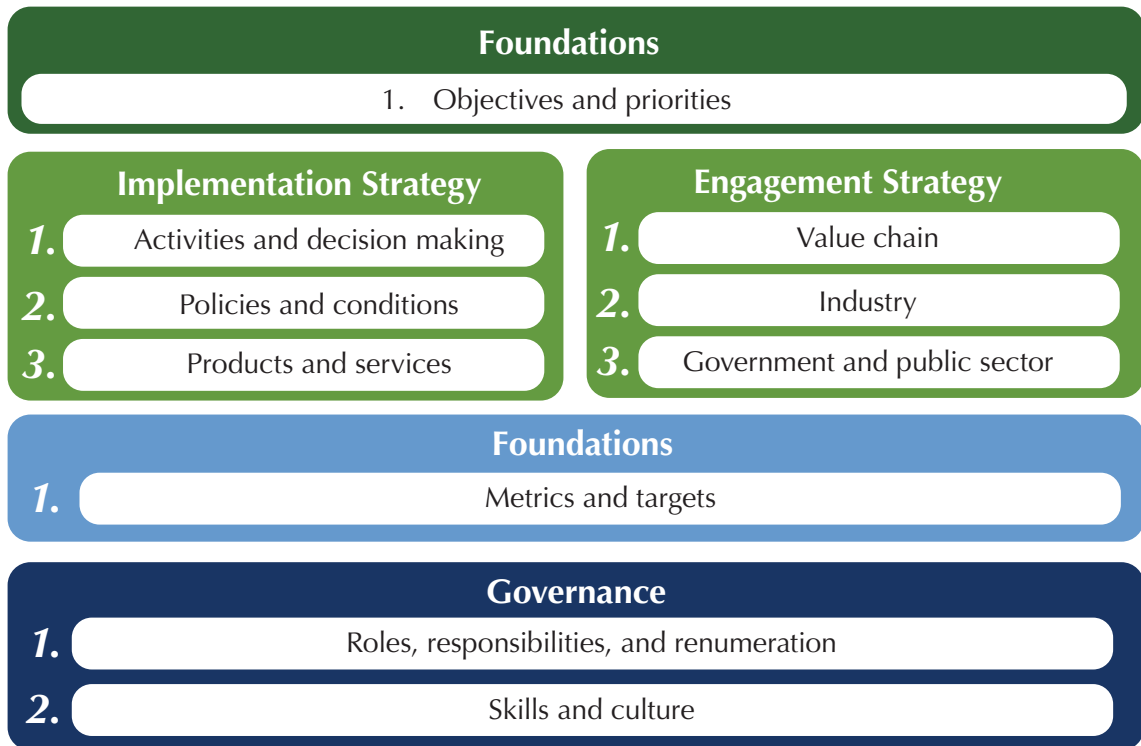 Foundations
1. Objectives and priorities
Implementation Strategy
1. Activities and decision making
2. Policies and conditions
3. Products and services
Engagement Strategy
1. Value chain
2. Industry
3. Government and public sector
Foundations
1. Metrics and targets
Governance
1. Roles, responsibilities, and renumeration
2. Skills and culture